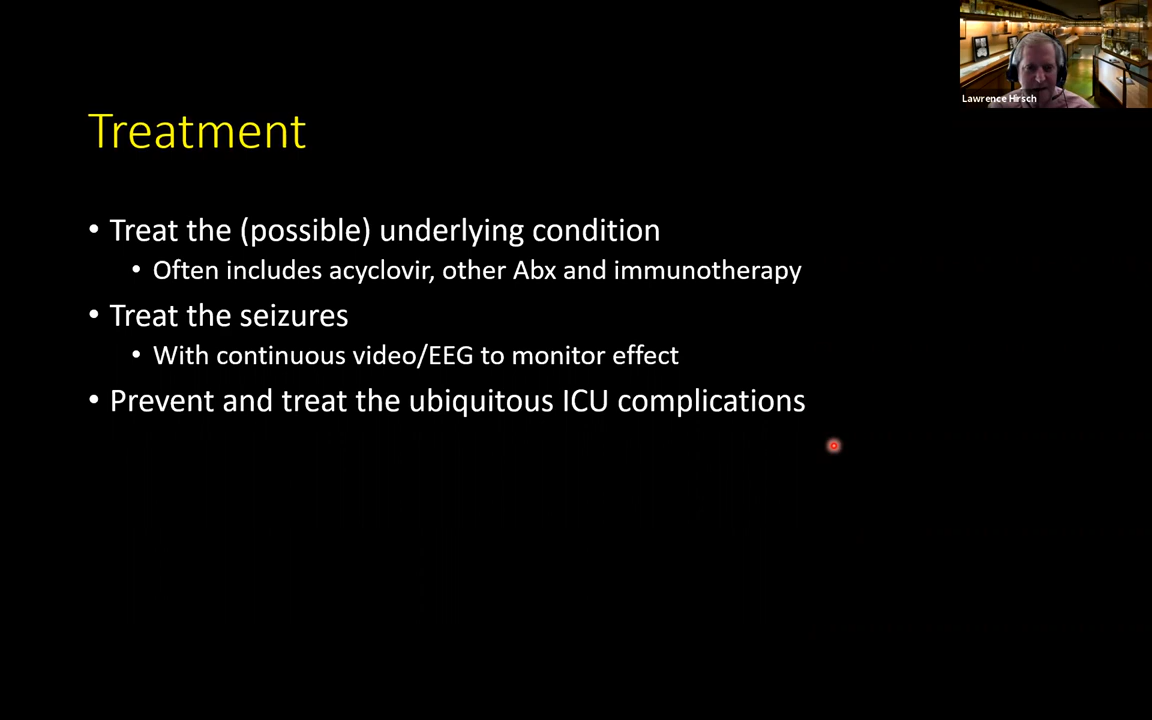 Lawrence Hirsch
Treatment
• Treat the (possible) underlying condition
• Often includes acyclovir, other Abx and immunotherapy
• Treat the seizures
• With continuous video/EEG to monitor effect
• Prevent and treat the ubiquitous ICU complications